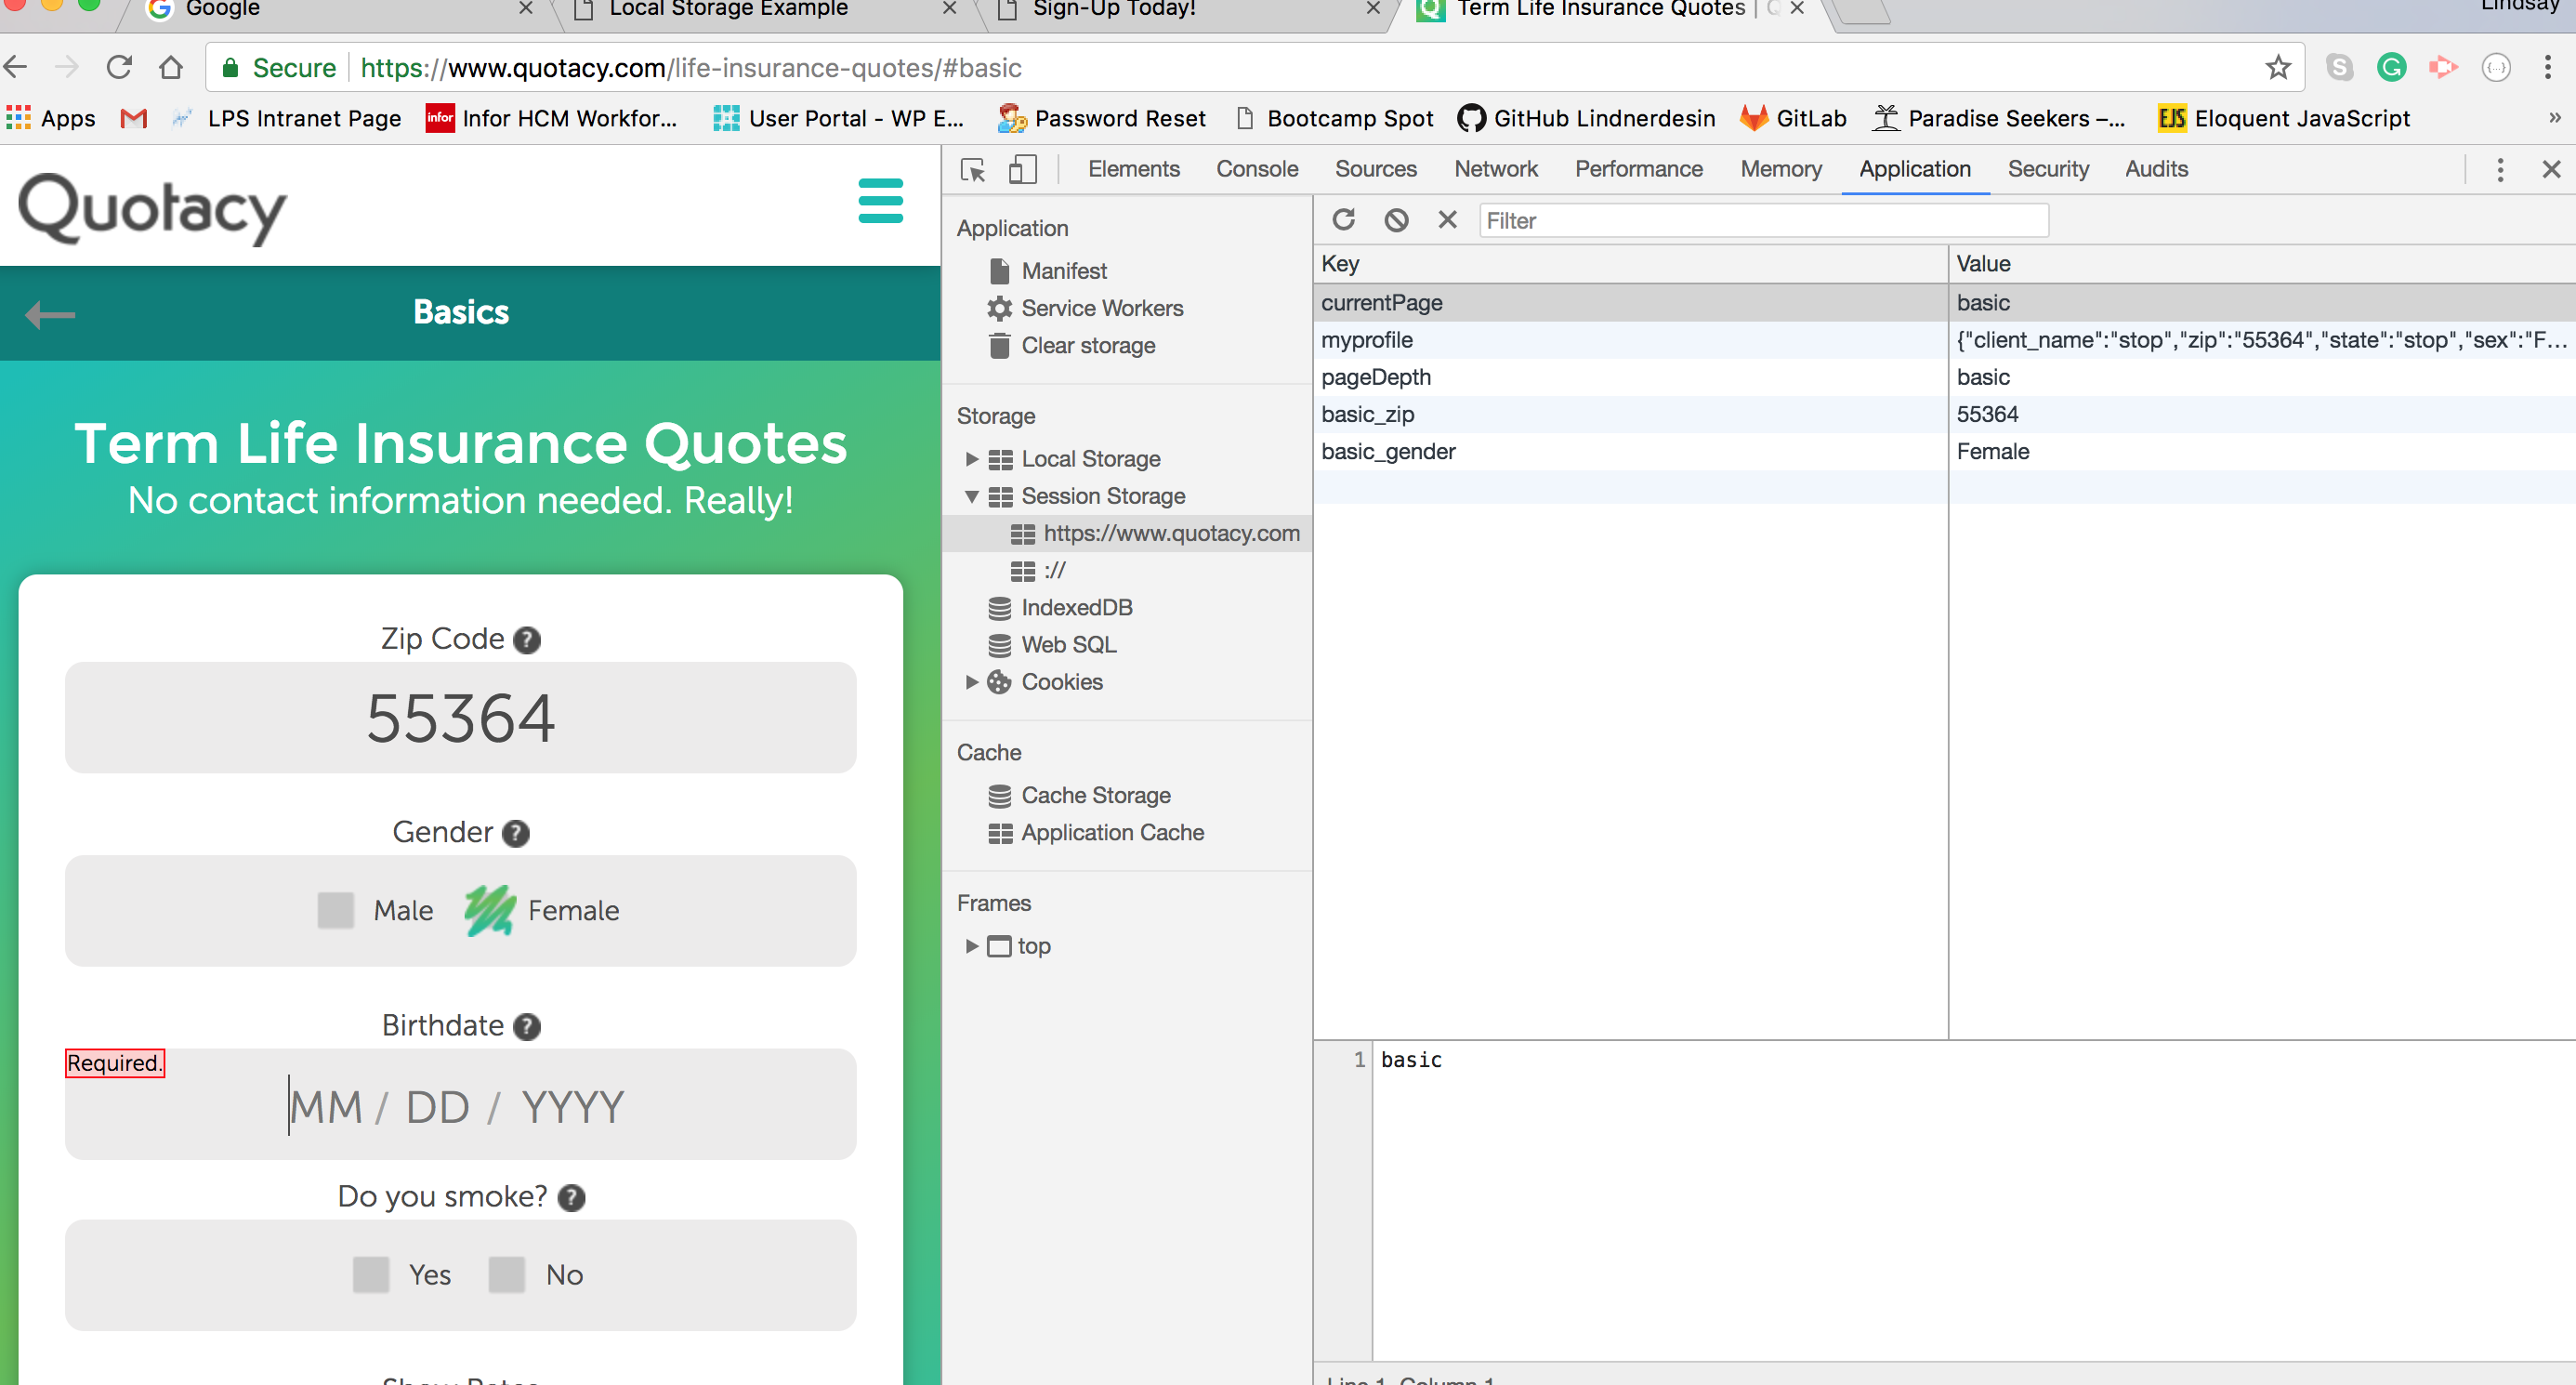 Google
Local Storage Example
Sign-Up Today!
Term Life Insurance Quotes |
Lindsay
Secure
https://www.quotacy.com/life-insurance-quotes/#basic
Apps
LPS Intranet Page
infor
Infor HCM Workfor...
User Portal - WP E...
Password Reset
Bootcamp Spot
GitHub Lindnerdesin
GitLab
Paradise Seekers –...
EJS
Eloquent JavaScript
»
Quotacy
Basics
Term Life Insurance Quotes
No contact information needed. Really!
Zip Code ?
55364
Gender ?
Male
Female
Birthdate ?
Required.
MM / DD / YYYY
Do you smoke? ?
Yes
No
Elements
Console
Sources
Network
Performance
Memory
Application
Security
Audits
Application
Manifest
Service Workers
Clear storage
Storage
Local Storage
Session Storage
https://www.quotacy.com
://
IndexedDB
Web SQL
Cookies
Cache
Cache Storage
Application Cache
Frames
top
Filter
Key
Value
currentPage
basic
myprofile
{"client_name":"stop","zip":"55364","state":"stop","sex":"F...
pageDepth
basic
basic_zip
55364
basic_gender
Female
1 basic
Line 1, Column 1